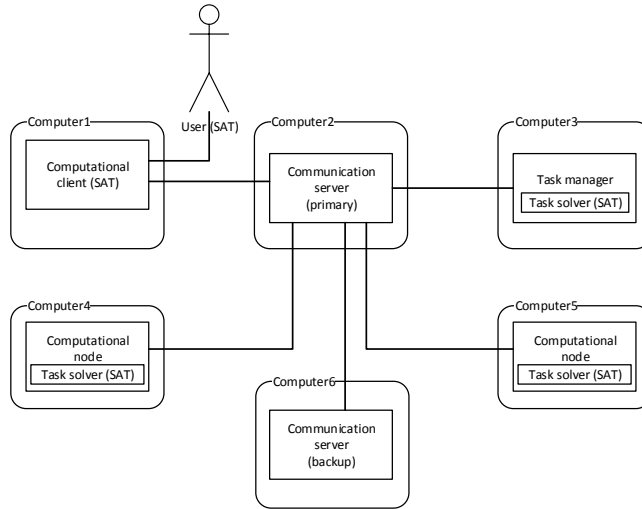 Computer1
Computational
client (SAT)
User (SAT)
Computer2
Communication
server
(primary)
Computer3
Task manager
Task solver (SAT)
Computer4
Computational
node
Task solver (SAT)
Computer5
Computational
node
Task solver (SAT)
Computer6
Communication
server
(backup)